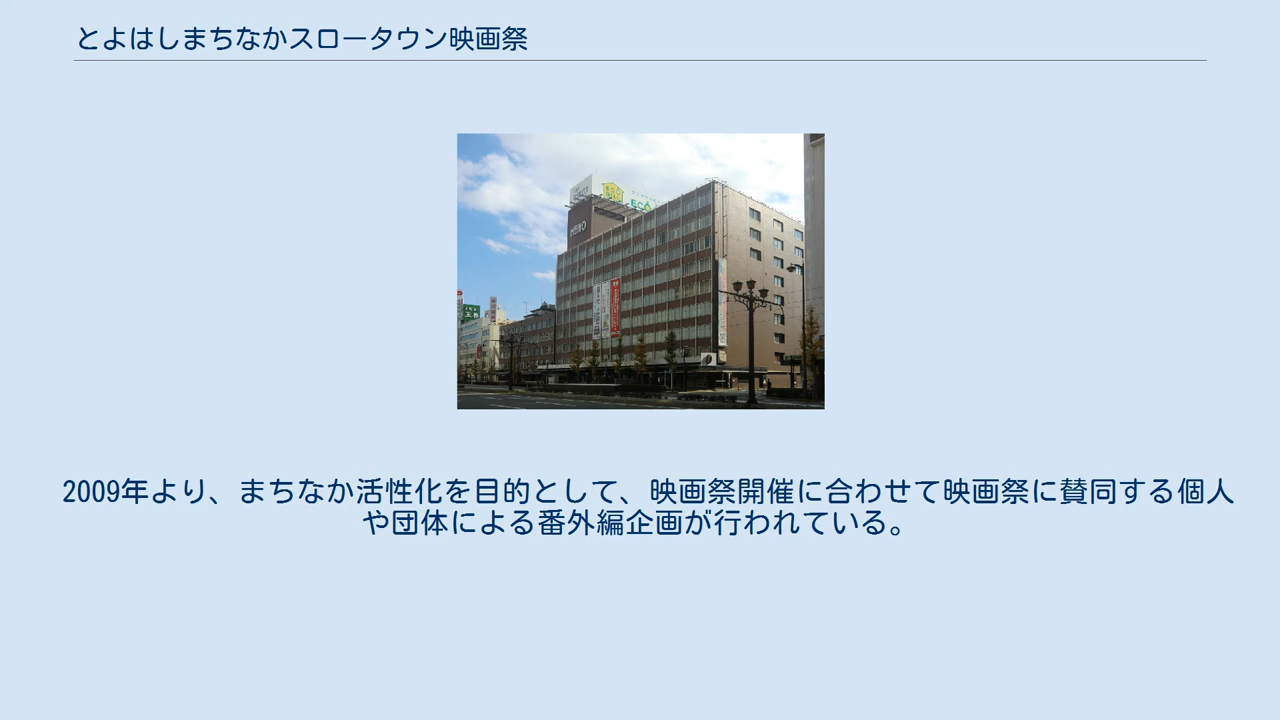 とよはしまちなかスロータウン映画祭
ECO
2009年より、まちなか活性化を目的として、映画祭開催に合わせて映画祭に賛同する個人
や団体による番外編企画が行われている。